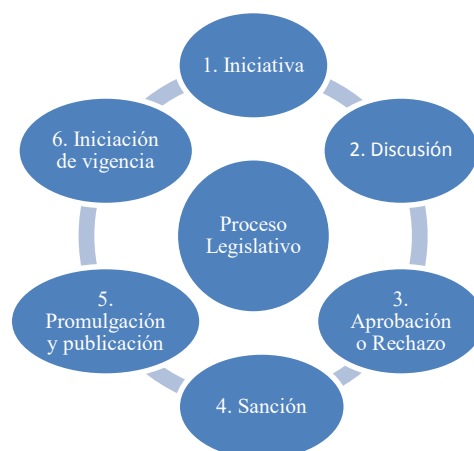 1. Iniciativa
2. Discusión
3.
Aprobación
o Rechazo
4. Sanción
5.
Promulgación
y publicación
6. Iniciación
de vigencia
Proceso
Legislativo